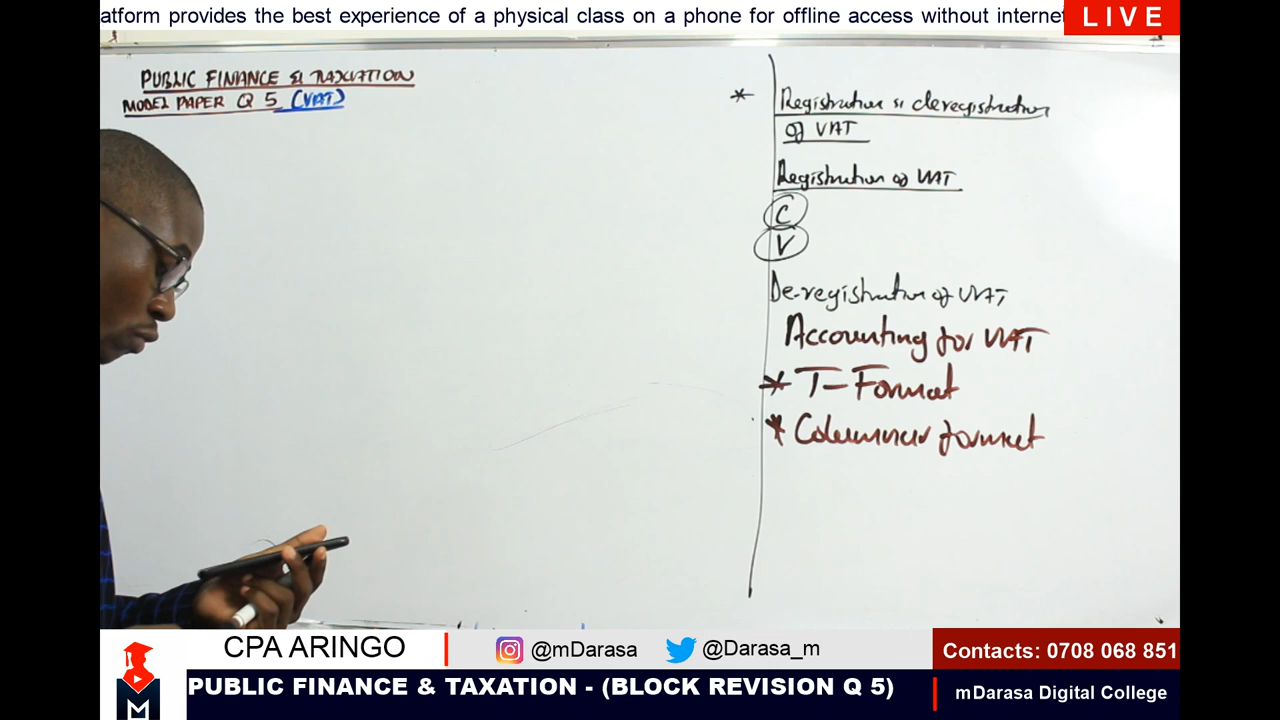 atform provides the best experience of a physical class on a phone for offline access without internet
LIVE
PUBLIC FINANCE & TAXATION
MODEL PAPER Q 5 (VAT)
* Registration & deregistration
of VAT
Registration of VAT
C
V
De-registration of VAT
Accounting for VAT
* T-Format
* Columnar format
CPA ARINGO
@mDarasa
@Darasa_m
Contacts: 0708 068 851
M
PUBLIC FINANCE & TAXATION - (BLOCK REVISION Q 5)
mDarasa Digital College